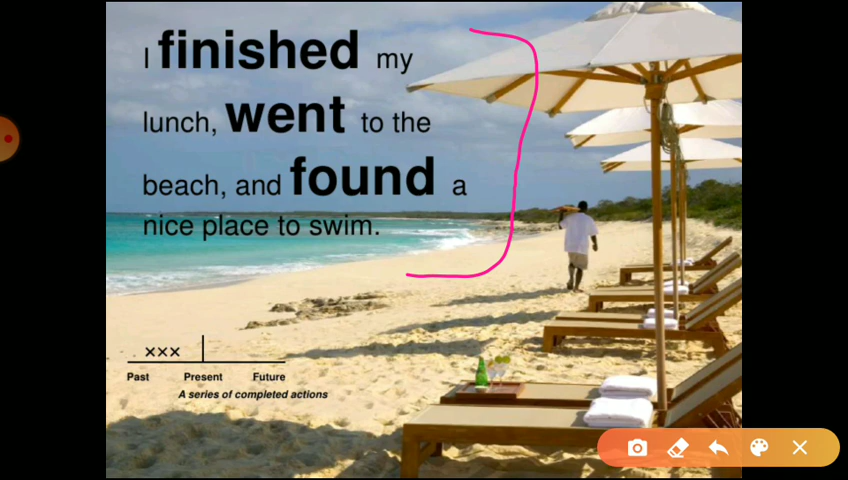 I finished my
lunch, went to the
beach, and found a
nice place to swim.
xxx
Past Present Future
A series of completed actions